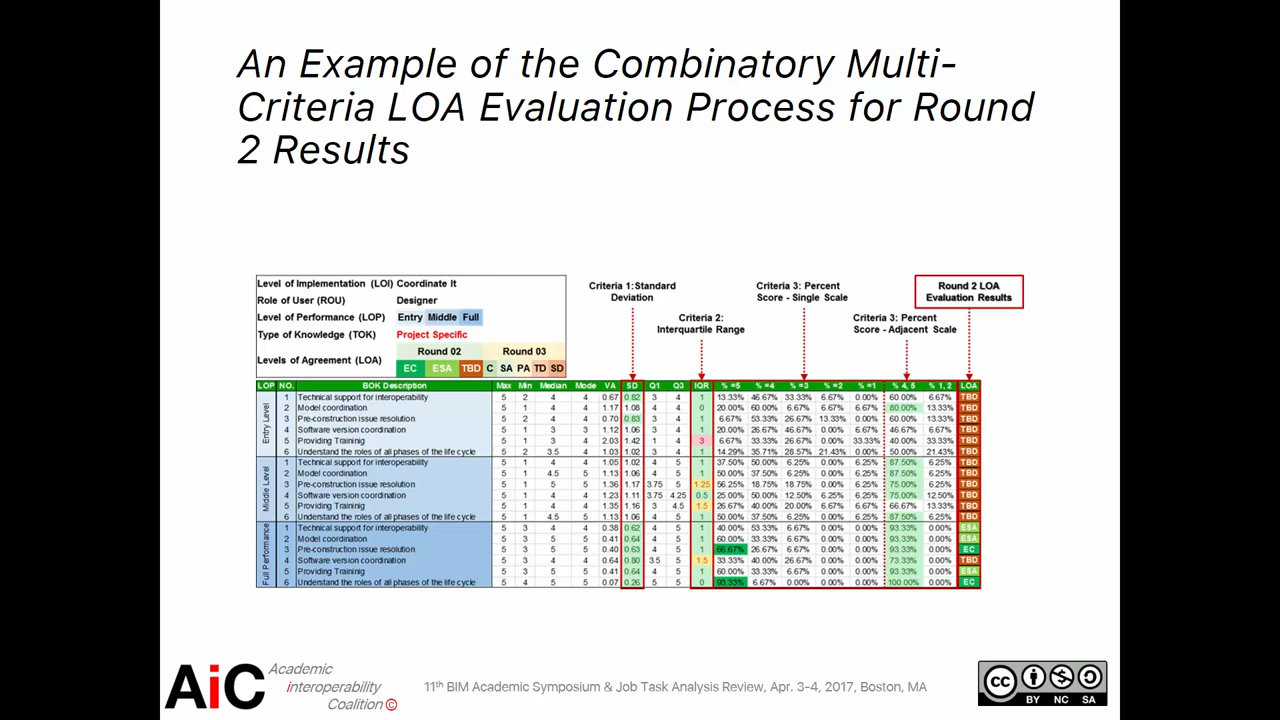 An Example of the Combinatory Multi-
Criteria LOA Evaluation Process for Round
2 Results
Level of Implementation (LOI) Coordinate It
Role of User (ROU) Designer
Level of Performance (LOP) Entry Middle Full
Type of Knowledge (TOK) Project Specific
Levels of Agreement (LOA) Round 02 Round 03
EC ESA TBD C SA PA TD SD
Criteria 1:Standard
Deviation
Criteria 2:
Interquartile Range
Criteria 3: Percent
Score - Single Scale
Criteria 3: Percent
Score - Adjacent Scale
Round 2 LOA
Evaluation Results
LOP NO. BOK Description Max Min Median Mode VA SD Q1 Q3 IQR % =5 % =4 % =3 % =2 % =1 % 4, 5 % 1, 2 LOA
Entry Level
1 Technical support for interoperability 5 2 4 4 0.67 0.82 3 4 1 13.33% 46.67% 33.33% 6.67% 0.00% 60.00% 6.67% TBD
2 Model coordination 5 1 4 4 1.17 1.08 4 4 0 20.00% 60.00% 6.67% 6.67% 6.67% 80.00% 13.33% TBD
3 Pre-construction issue resolution 5 2 4 4 0.70 0.83 3 4 1 6.67% 53.33% 26.67% 13.33% 0.00% 60.00% 13.33% TBD
4 Software version coordination 5 1 3 3 1.12 1.06 3 4 1 20.00% 26.67% 46.67% 0.00% 6.67% 46.67% 6.67% TBD
5 Providing Traininig 5 1 3 4 2.03 1.42 1 4 3 6.67% 33.33% 26.67% 0.00% 33.33% 40.00% 33.33% TBD
6 Understand the roles of all phases of the life cycle 5 2 3.5 4 1.03 1.02 3 4 1 14.29% 35.71% 28.57% 21.43% 0.00% 50.00% 21.43% TBD
Middle Level
1 Technical support for interoperability 5 1 4 4 1.05 1.02 4 5 1 37.50% 50.00% 6.25% 0.00% 6.25% 87.50% 6.25% TBD
2 Model coordination 5 1 4.5 5 1.13 1.06 4 5 1 50.00% 37.50% 6.25% 0.00% 6.25% 87.50% 6.25% TBD
3 Pre-construction issue resolution 5 1 5 5 1.36 1.17 3.75 5 1.25 56.25% 18.75% 18.75% 0.00% 6.25% 75.00% 6.25% TBD
4 Software version coordination 5 1 4 4 1.23 1.11 3.75 4.25 0.5 25.00% 50.00% 12.50% 6.25% 6.25% 75.00% 12.50% TBD
5 Providing Training 5 1 4 4 1.35 1.16 3 4.5 1.5 26.67% 40.00% 20.00% 6.67% 6.67% 66.67% 13.33% TBD
6 Understand the roles of all phases of the life cycle 5 1 4.5 5 1.13 1.06 4 5 1 50.00% 37.50% 6.25% 0.00% 6.25% 87.50% 6.25% TBD
Full Performance
1 Technical support for interoperability 5 3 4 4 0.38 0.62 4 5 1 40.00% 53.33% 6.67% 0.00% 0.00% 93.33% 0.00% ESA
2 Model coordination 5 3 5 5 0.41 0.64 4 5 1 60.00% 33.33% 6.67% 0.00% 0.00% 93.33% 0.00% ESA
3 Pre-construction issue resolution 5 3 5 5 0.40 0.63 4 5 1 66.67% 26.67% 6.67% 0.00% 0.00% 93.33% 0.00% EC
4 Software version coordination 5 3 4 4 0.64 0.80 3.5 5 1.5 33.33% 40.00% 26.67% 0.00% 0.00% 73.33% 0.00% TBD
5 Providing Training 5 3 5 5 0.41 0.64 4 5 1 60.00% 33.33% 6.67% 0.00% 0.00% 93.33% 0.00% ESA
6 Understand the roles of all phases of the life cycle 5 4 5 5 0.07 0.26 5 5 0 93.33% 6.67% 0.00% 0.00% 0.00% 100.00% 0.00% EC
AiC Academic
interoperability
Coalition ©
11th BIM Academic Symposium & Job Task Analysis Review, Apr. 3-4, 2017, Boston, MA
cc BY NC SA